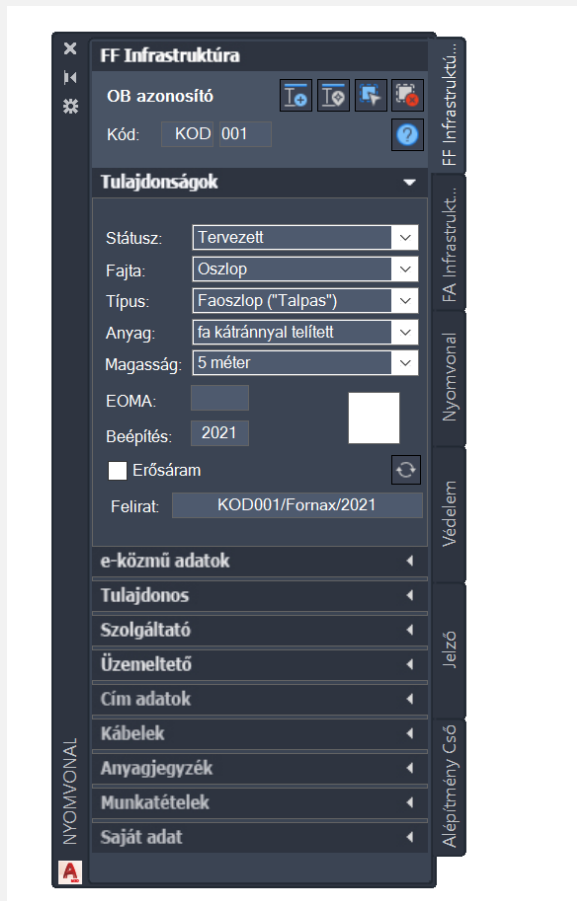 FF Infrastruktúra
OB azonosító
Kód: KOD 001
Tulajdonságok
Státusz: Tervezett
Fajta: Oszlop
Típus: Faoszlop ("Talpas")
Anyag: fa kátránnyal telített
Magasság: 5 méter
EOMA:
Beépítés: 2021
Erősáram
Felirat: KOD001/Fornax/2021
e-közmű adatok
Tulajdonos
Szolgáltató
Üzemeltető
Cím adatok
Kábelek
Anyagjegyzék
Munkatételek
Saját adat
FF Infrastruktú...
FA Infrastrukt...
Nyomvonal
Védelem
Jelző
Alépítmény Cső
NYOMVONAL
A